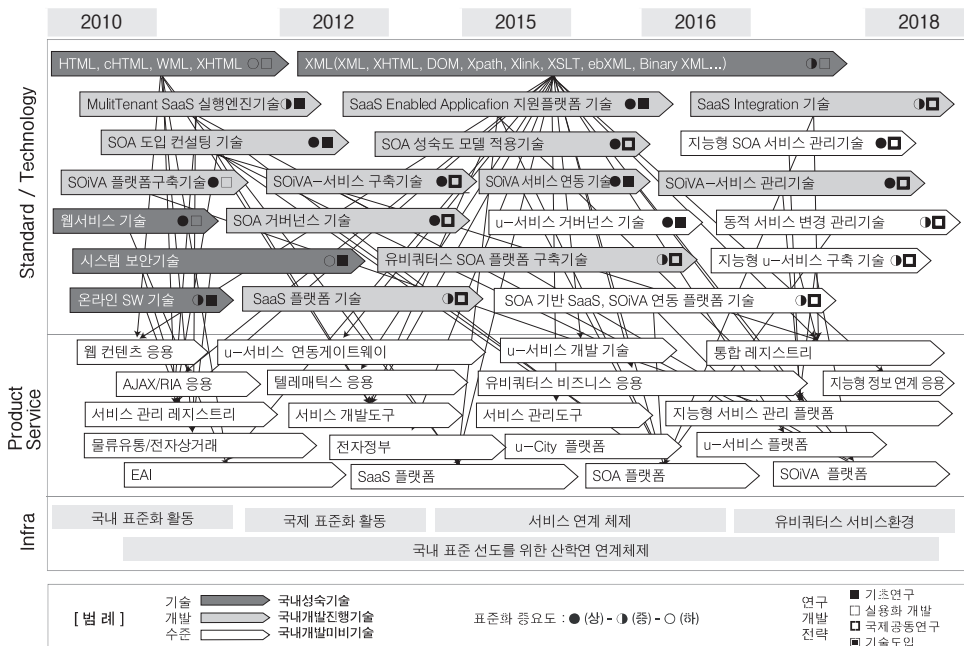 2010 2012 2015 2016 2018
Standard / Technology
HTML, cHTML, WML, XHTML ○□
XML(XML, XHTML, DOM, Xpath, Xlink, XSLT, ebXML, Binary XML...) ◑□
MulitTenant SaaS 실행엔진기술◑■
SaaS Enabled Application 지원플랫폼 기술 ●■
SaaS Integration 기술 ◑
SOA 도입 컨설팅 기술 ●■
SOA 성숙도 모델 적용기술 ●
지능형 SOA 서비스 관리기술 ●
SOiVA 플랫폼구축기술●□
SOiVA-서비스 구축기술 ●
SOiVA 서비스 연동 기술●■
SOiVA-서비스 관리기술 ●
웹서비스 기술 ●□
SOA 거버넌스 기술 ●
u-서비스 거버넌스 기술 ●■
동적 서비스 변경 관리기술 ◑
시스템 보안기술 ○■
유비쿼터스 SOA 플랫폼 구축기술 ◑
지능형 u-서비스 구축 기술 ◑
온라인 SW 기술 ◑■
SaaS 플랫폼 기술 ◑
SOA 기반 SaaS, SOiVA 연동 플랫폼 기술 ◑
Product
Service
웹 컨텐츠 응용
u-서비스 연동게이트웨이
u-서비스 개발 기술
통합 레지스트리
AJAX/RIA 응용
텔레매틱스 응용
유비쿼터스 비즈니스 응용
지능형 정보 연계 응용
서비스 관리 레지스트리
서비스 개발도구
서비스 관리도구
지능형 서비스 관리 플랫폼
물류유통/전자상거래
전자정부
u-City 플랫폼
u-서비스 플랫폼
EAI
SaaS 플랫폼
SOA 플랫폼
SOiVA 플랫폼
Infra
국내 표준화 활동
국제 표준화 활동
서비스 연계 체제
유비쿼터스 서비스환경
국내 표준 선도를 위한 산학연 연계체제
[ 범 례 ]
기술
개발
수준
국내성숙기술
국내개발진행기술
국내개발미비기술
표준화 중요도 : ● (상) - ◑ (중) - ○ (하)
연구
개발
전략
■ 기초연구
□ 실용화 개발
국제공동연구
▣ 기술도입